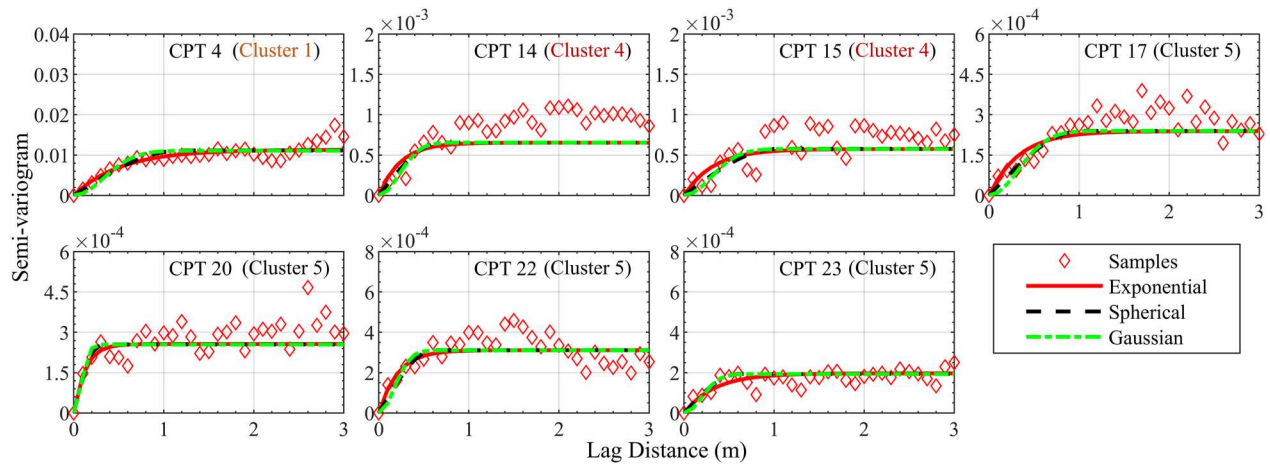 ×10⁻³
×10⁻³
×10⁻⁴
0.04
0.03
0.02
0.01
0
CPT 4 (Cluster 1)
2
1.5
1
0.5
0
CPT 14 (Cluster 4)
2
1.5
1
0.5
0
CPT 15 (Cluster 4)
6
4.5
3
1.5
0
CPT 17 (Cluster 5)
0 1 2 3
Semi-variogram
×10⁻⁴
×10⁻⁴
×10⁻⁴
6
4.5
3
1.5
0
CPT 20 (Cluster 5)
0 1 2 3
8
6
4
2
0
CPT 22 (Cluster 5)
0 1 2 3
8
6
4
2
0
CPT 23 (Cluster 5)
0 1 2 3
Samples
Exponential
Spherical
Gaussian
Lag Distance (m)